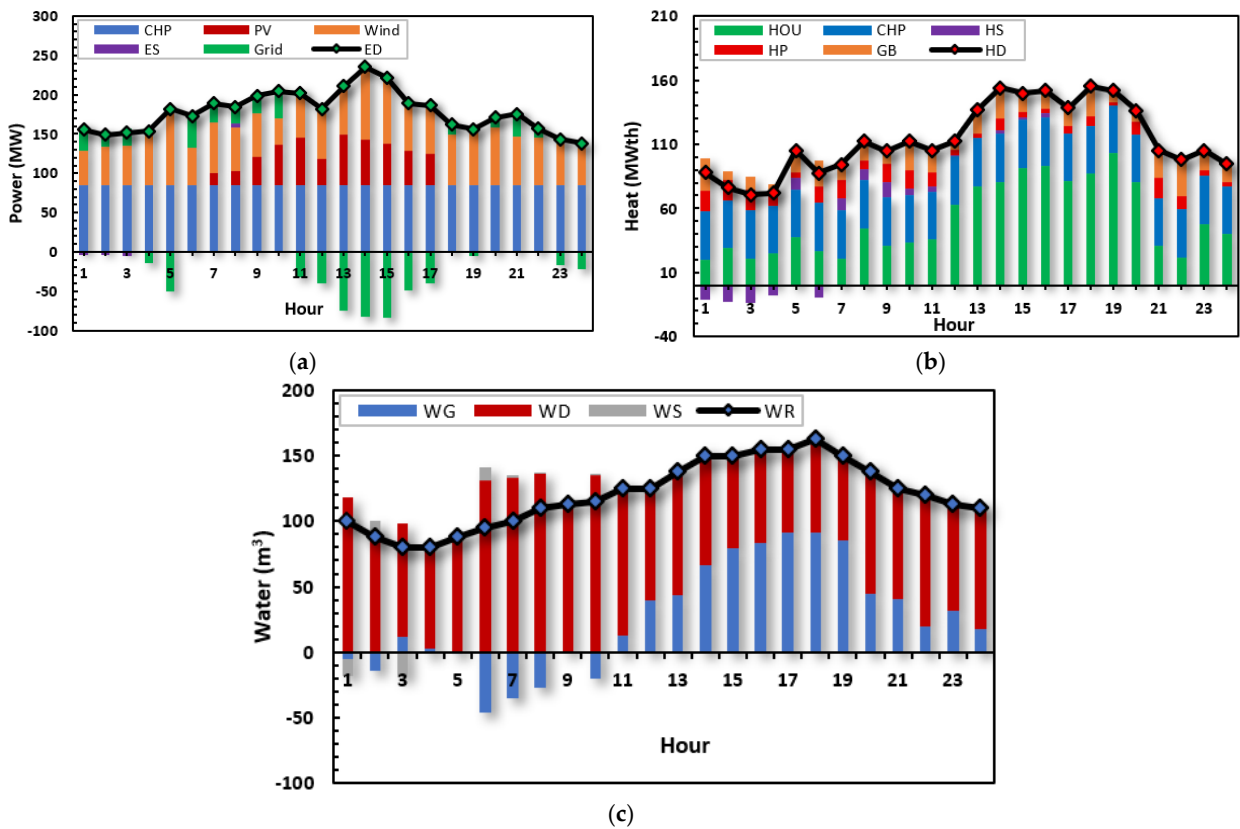 300
250
200
150
100
50
0
-50
-100
Power (MW)
CHP PV Wind
ES Grid ED
1 3 5 7 9 11 13 15 17 19 21 23
Hour
(a)
210
160
110
60
10
-40
Heat (MWth)
HOU CHP HS
HP GB HD
1 3 5 7 9 11 13 15 17 19 21 23
Hour
(b)
200
150
100
50
0
-50
-100
Water (m³)
WG WD WS WR
1 3 5 7 9 11 13 15 17 19 21 23
Hour
(c)